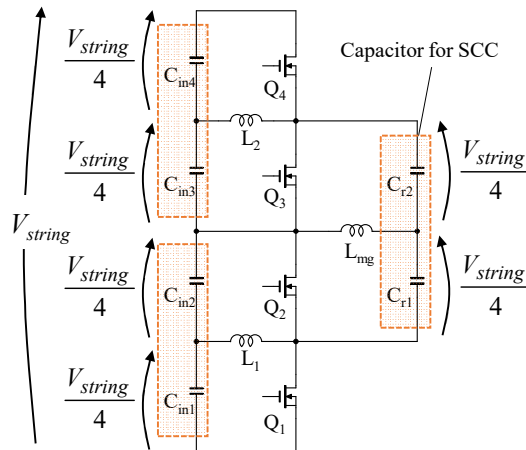 V_string
V_string/4
V_string/4
V_string/4
V_string/4
C_in4
C_in3
C_in2
C_in1
Q_4
Q_3
Q_2
Q_1
L_2
L_1
L_mg
Capacitor for SCC
C_r2
C_r1
V_string/4
V_string/4